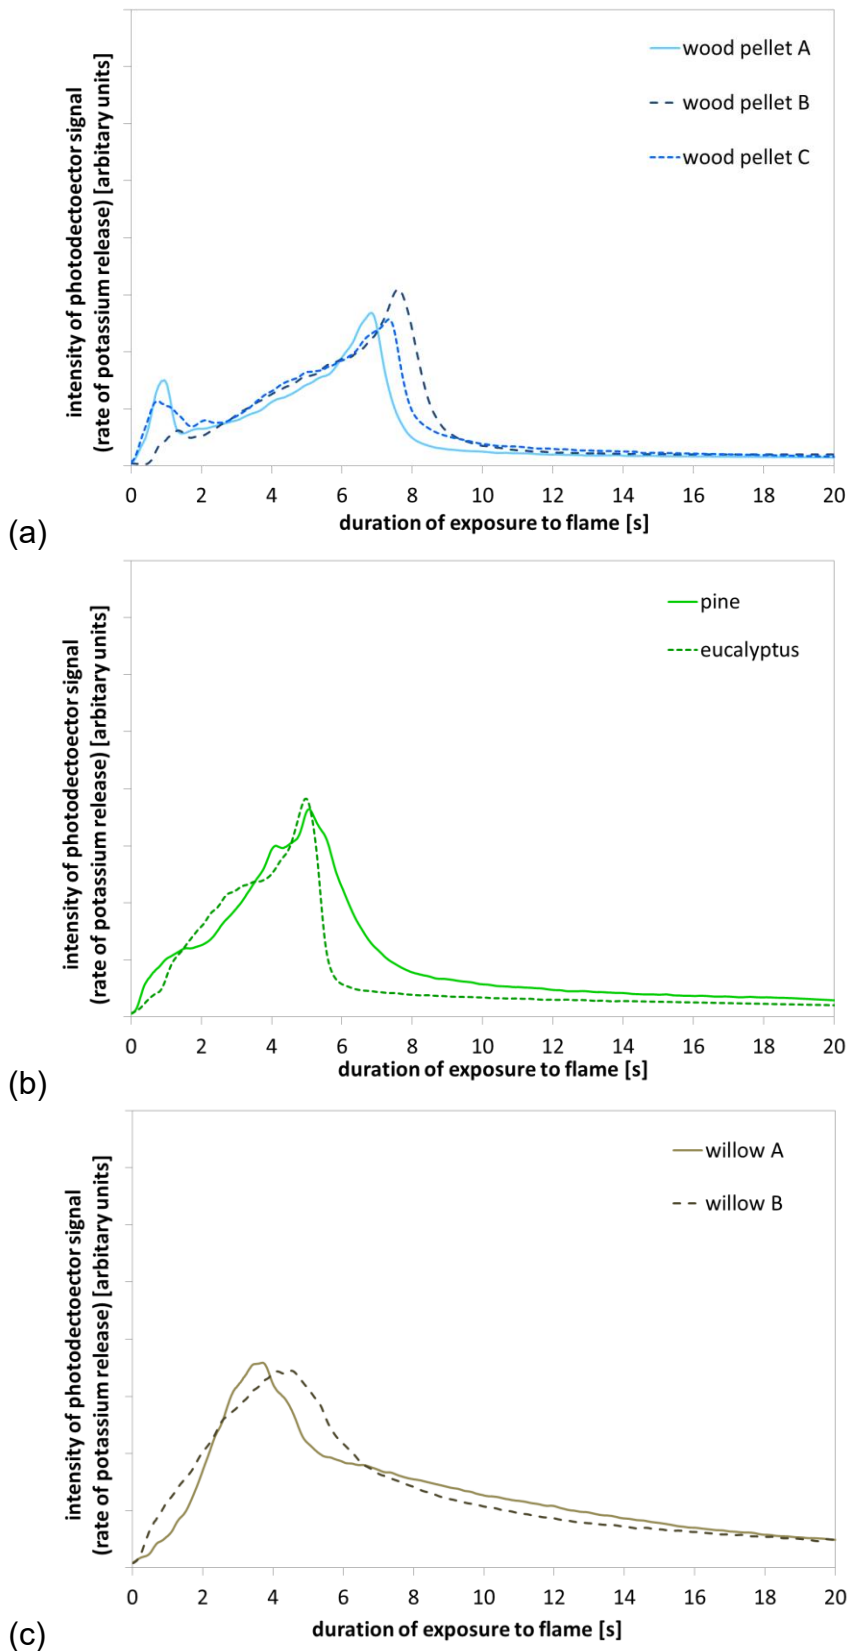 intensity of photodectoector signal
(rate of potassium release) [arbitary units]
wood pellet A
wood pellet B
wood pellet C
0 2 4 6 8 10 12 14 16 18 20
duration of exposure to flame [s]
(a)
intensity of photodectoector signal
(rate of potassium release) [arbitary units]
pine
eucalyptus
0 2 4 6 8 10 12 14 16 18 20
duration of exposure to flame [s]
(b)
intensity of photodectoector signal
(rate of potassium release) [arbitary units]
willow A
willow B
0 2 4 6 8 10 12 14 16 18 20
duration of exposure to flame [s]
(c)